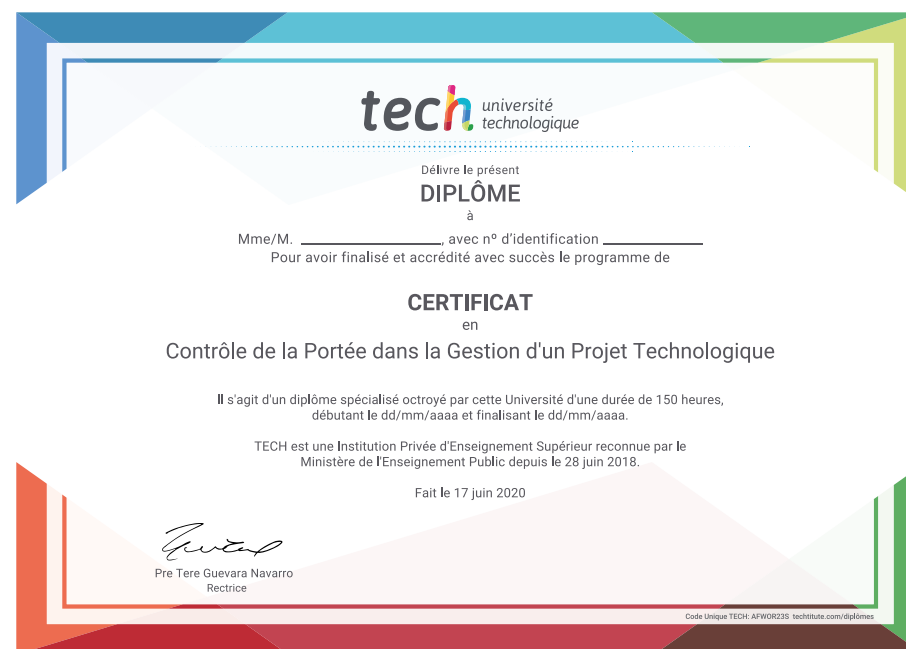 tech université
technologique
Délivre le présent
DIPLÔME
à
Mme/M. ____________________, avec nº d'identification ______________
Pour avoir finalisé et accrédité avec succès le programme de
CERTIFICAT
en
Contrôle de la Portée dans la Gestion d'un Projet Technologique
Il s'agit d'un diplôme spécialisé octroyé par cette Université d'une durée de 150 heures,
débutant le dd/mm/aaaa et finalisant le dd/mm/aaaa.
TECH est une Institution Privée d'Enseignement Supérieur reconnue par le
Ministère de l'Enseignement Public depuis le 28 juin 2018.
Fait le 17 juin 2020
Pre Tere Guevara Navarro
Rectrice
Code Unique TECH: AFWOR23S techtitute.com/diplômes